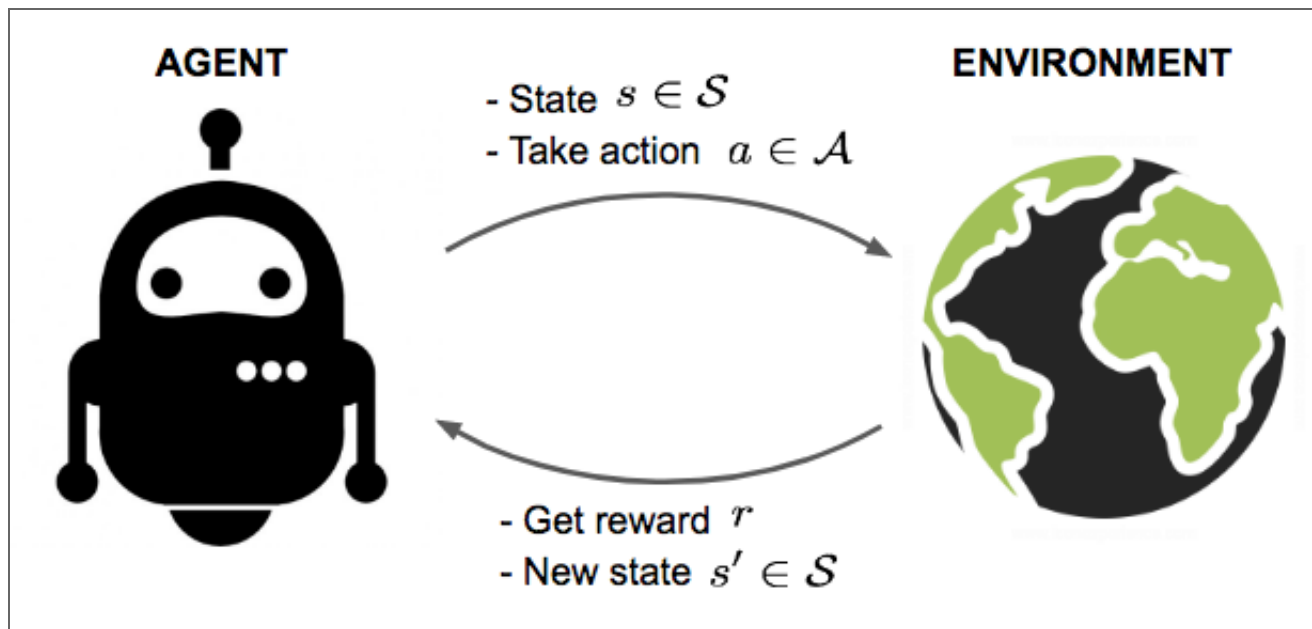 AGENT
ENVIRONMENT
- State s ∈ 𝒮
- Take action a ∈ 𝒜
- Get reward r
- New state s′ ∈ 𝒮